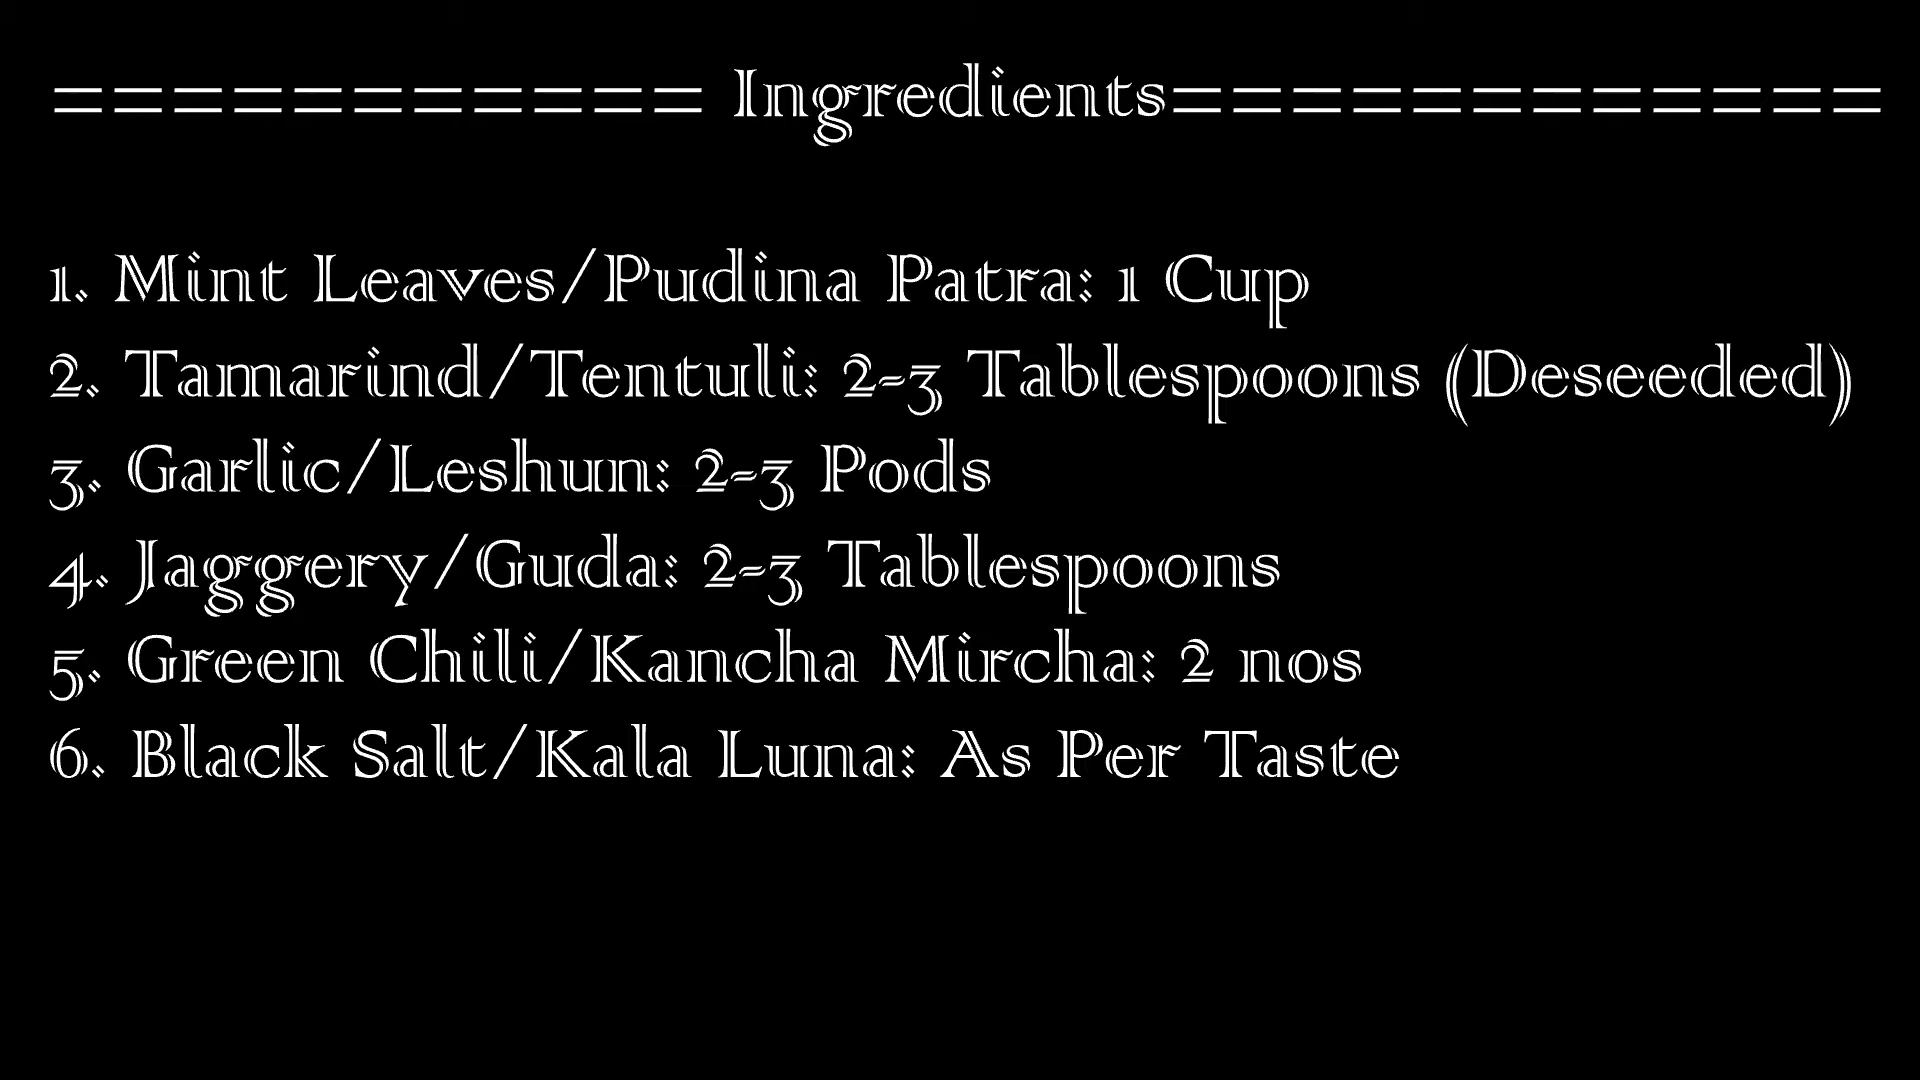 =========== Ingredients============
1. Mint Leaves/Pudina Patra: 1 Cup
2. Tamarind/Tentuli: 2-3 Tablespoons (Deseeded)
3. Garlic/Leshun: 2-3 Pods
4. Jaggery/Guda: 2-3 Tablespoons
5. Green Chili/Kancha Mircha: 2 nos
6. Black Salt/Kala Luna: As Per Taste